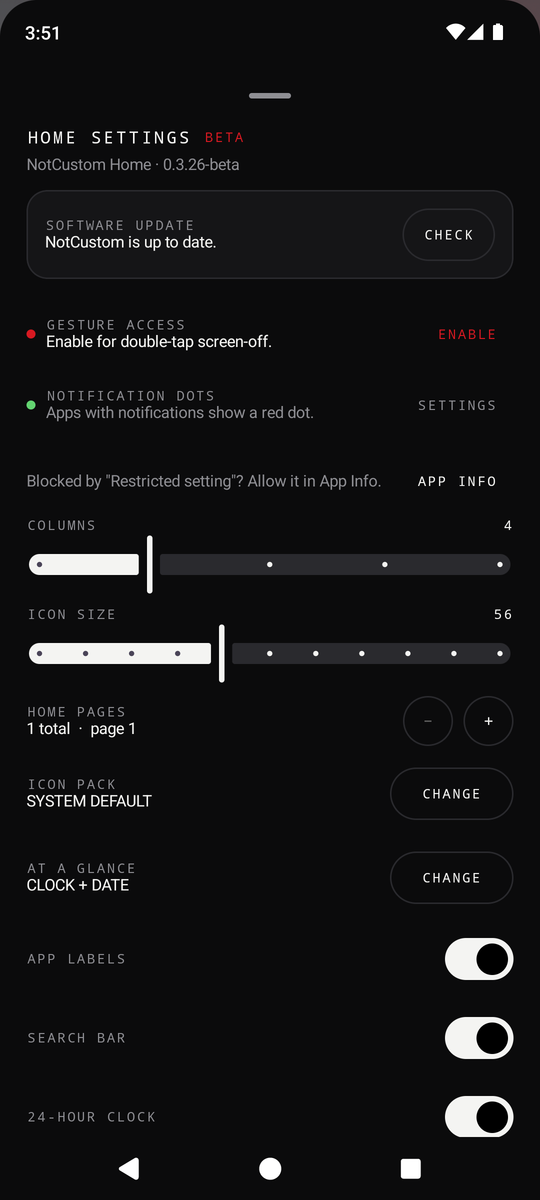 3:51
HOME SETTINGS BETA
NotCustom Home · 0.3.26-beta
SOFTWARE UPDATE
NotCustom is up to date.
CHECK
GESTURE ACCESS
Enable for double-tap screen-off.
ENABLE
NOTIFICATION DOTS
Apps with notifications show a red dot.
SETTINGS
Blocked by "Restricted setting"? Allow it in App Info.
APP INFO
COLUMNS 4
ICON SIZE 56
HOME PAGES
1 total · page 1
− +
ICON PACK
SYSTEM DEFAULT
CHANGE
AT A GLANCE
CLOCK + DATE
CHANGE
APP LABELS
SEARCH BAR
24-HOUR CLOCK